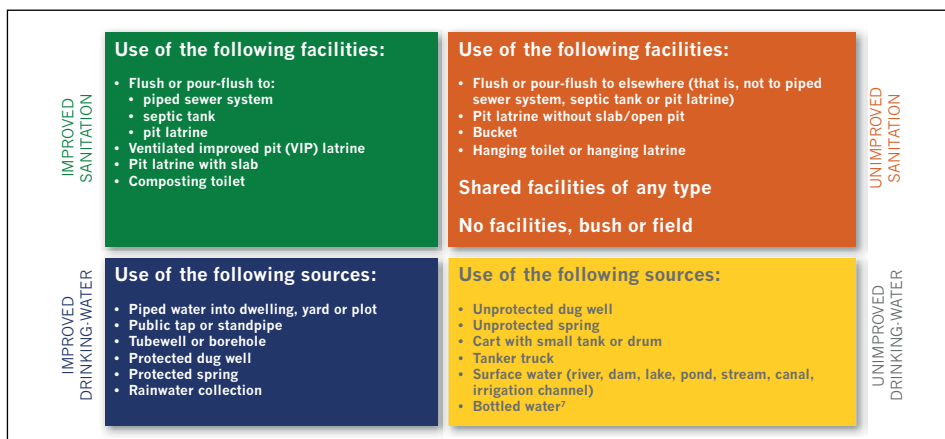 IMPROVED
SANITATION
Use of the following facilities:
• Flush or pour-flush to:
• piped sewer system
• septic tank
• pit latrine
• Ventilated improved pit (VIP) latrine
• Pit latrine with slab
• Composting toilet
Use of the following facilities:
• Flush or pour-flush to elsewhere (that is, not to piped
sewer system, septic tank or pit latrine)
• Pit latrine without slab/open pit
• Bucket
• Hanging toilet or hanging latrine
Shared facilities of any type
No facilities, bush or field
UNIMPROVED
SANITATION
IMPROVED
DRINKING-WATER
Use of the following sources:
• Piped water into dwelling, yard or plot
• Public tap or standpipe
• Tubewell or borehole
• Protected dug well
• Protected spring
• Rainwater collection
Use of the following sources:
• Unprotected dug well
• Unprotected spring
• Cart with small tank or drum
• Tanker truck
• Surface water (river, dam, lake, pond, stream, canal,
irrigation channel)
• Bottled water⁷
UNIMPROVED
DRINKING-WATER